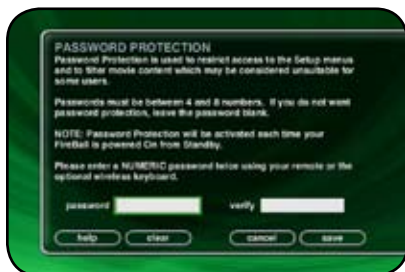 PASSWORD PROTECTION
Password Protection is used to restrict access to the Setup menus
and to filter movie content which may be considered unsuitable for
some users.
Passwords must be between 4 and 8 numbers. If you do not want
password protection, leave the password blank.
NOTE: Password Protection will be activated each time your
FireBall is powered On from Standby.
Please enter a NUMERIC password twice using your remote or the
optional wireless keyboard.
password verify
help clear cancel save